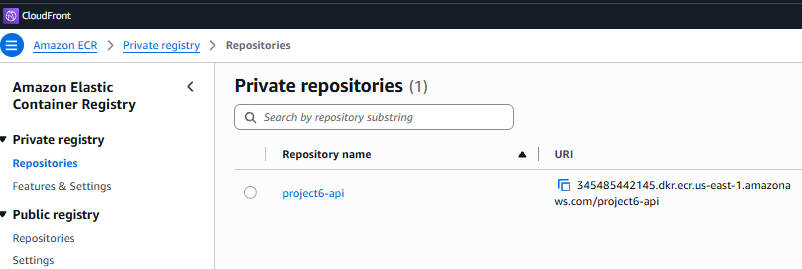 CloudFront
Amazon ECR > Private registry > Repositories
Amazon Elastic
Container Registry
Private registry
Repositories
Features & Settings
Public registry
Repositories
Settings
Private repositories (1)
Search by repository substring
Repository name
URI
project6-api
345485442145.dkr.ecr.us-east-1.amazona
ws.com/project6-api